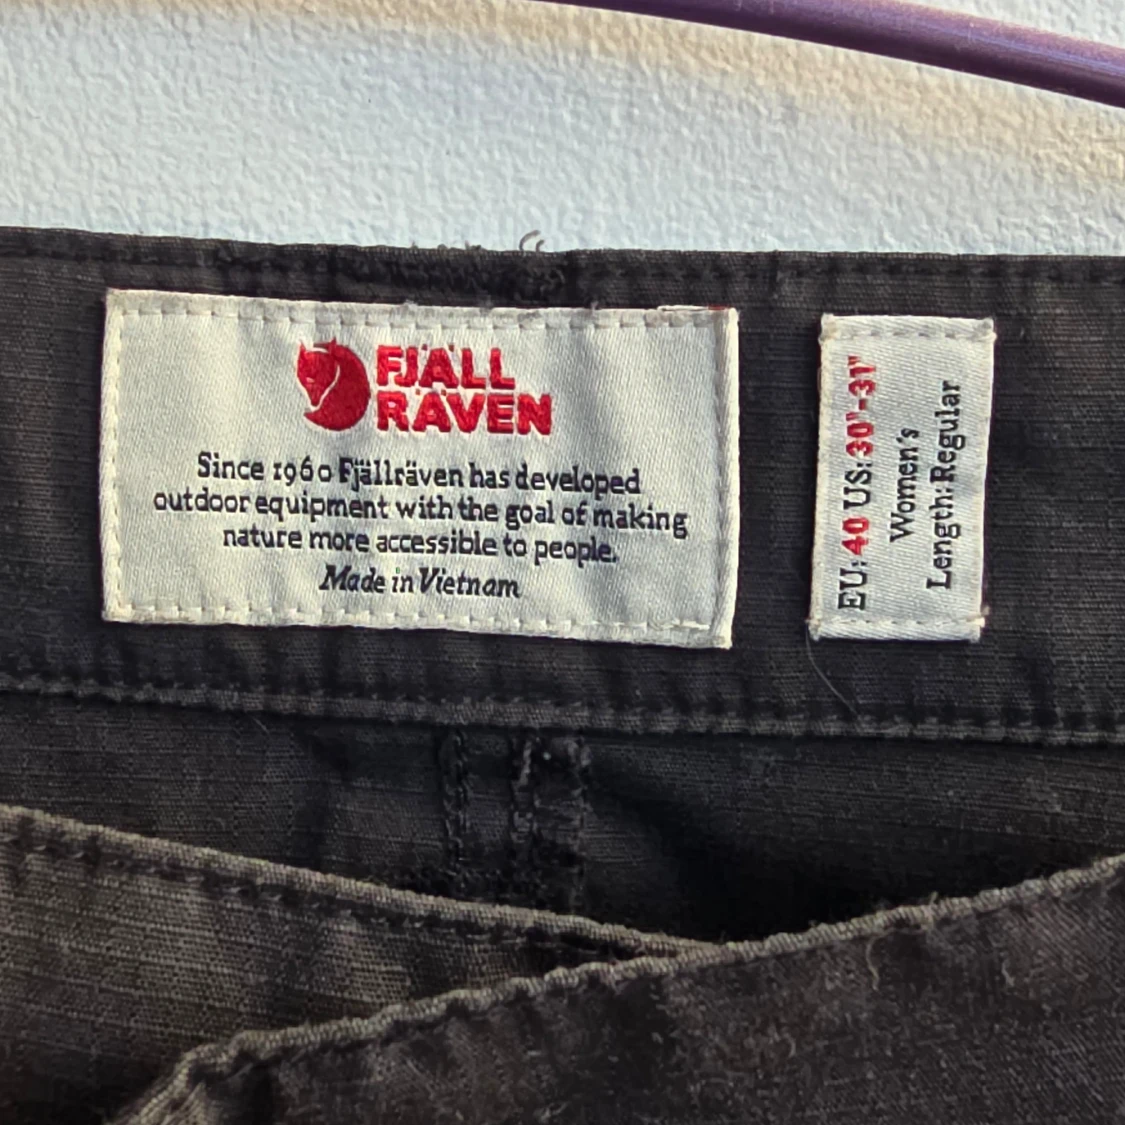 FJÄLL
RÄVEN
Since 1960 Fjällräven has developed
outdoor equipment with the goal of making
nature more accessible to people.
Made in Vietnam
EU: 40 US: 30"-31"
Women's
Length: Regular